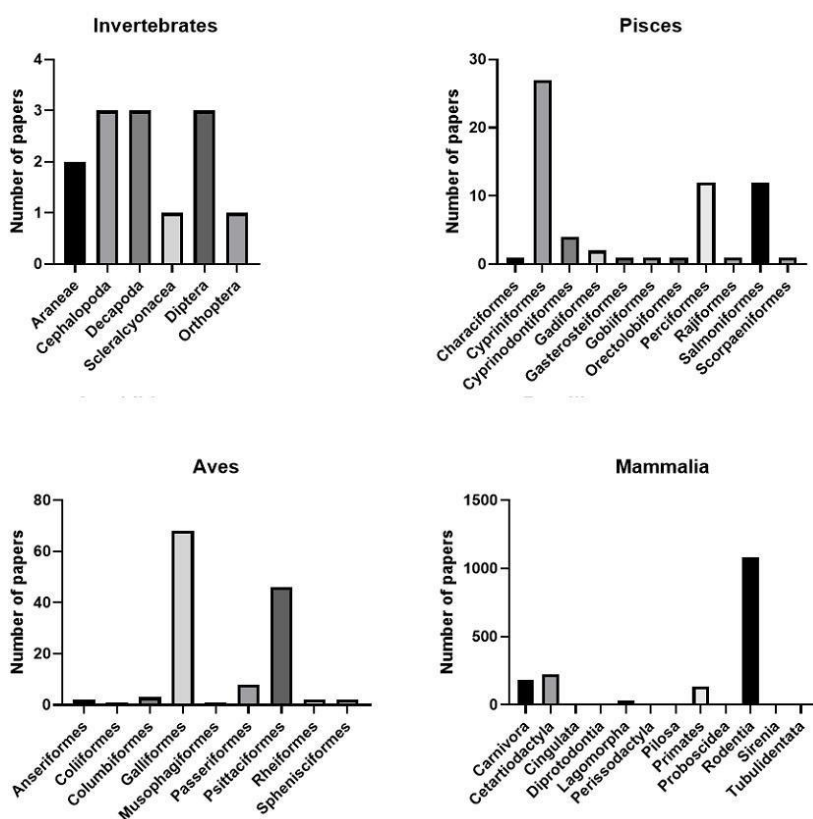 Invertebrates
Number of papers
4
3
2
1
0
Araneae
Cephalopoda
Decapoda
Scleralcyonacea
Diptera
Orthoptera
Pisces
Number of papers
30
20
10
0
Characiformes
Cypriniformes
Cyprinodontiformes
Gadiformes
Gasterosteiformes
Gobiiformes
Orectolobiformes
Perciformes
Rajiformes
Salmoniformes
Scorpaeniformes
Aves
Number of papers
80
60
40
20
0
Anseriformes
Coliiformes
Columbiformes
Galliformes
Musophagiformes
Passeriformes
Psittaciformes
Rheiformes
Sphenisciformes
Mammalia
Number of papers
1500
1000
500
0
Carnivora
Cetartiodactyla
Cingulata
Diprotodontia
Lagomorpha
Perissodactyla
Pilosa
Primates
Proboscidea
Rodentia
Sirenia
Tubulidentata